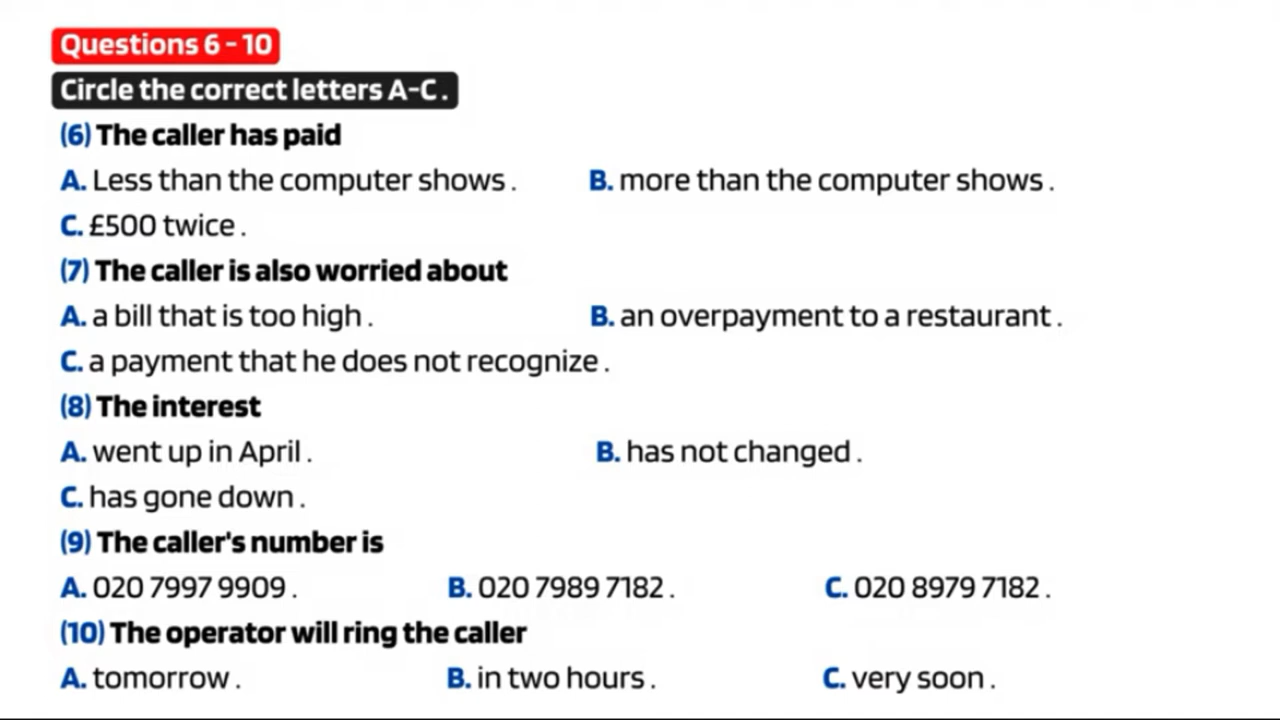 Questions 6 - 10
Circle the correct letters A-C .
(6) The caller has paid
A. Less than the computer shows . B. more than the computer shows .
C. £500 twice .
(7) The caller is also worried about
A. a bill that is too high . B. an overpayment to a restaurant .
C. a payment that he does not recognize .
(8) The interest
A. went up in April . B. has not changed .
C. has gone down .
(9) The caller's number is
A. 020 7997 9909 . B. 020 7989 7182 . C. 020 8979 7182 .
(10) The operator will ring the caller
A. tomorrow . B. in two hours . C. very soon .